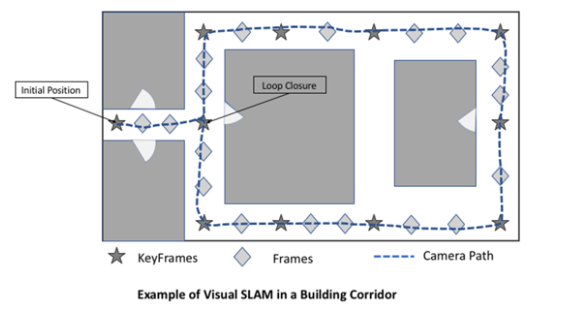 Initial Position
Loop Closure
KeyFrames
Frames
Camera Path
Example of Visual SLAM in a Building Corridor